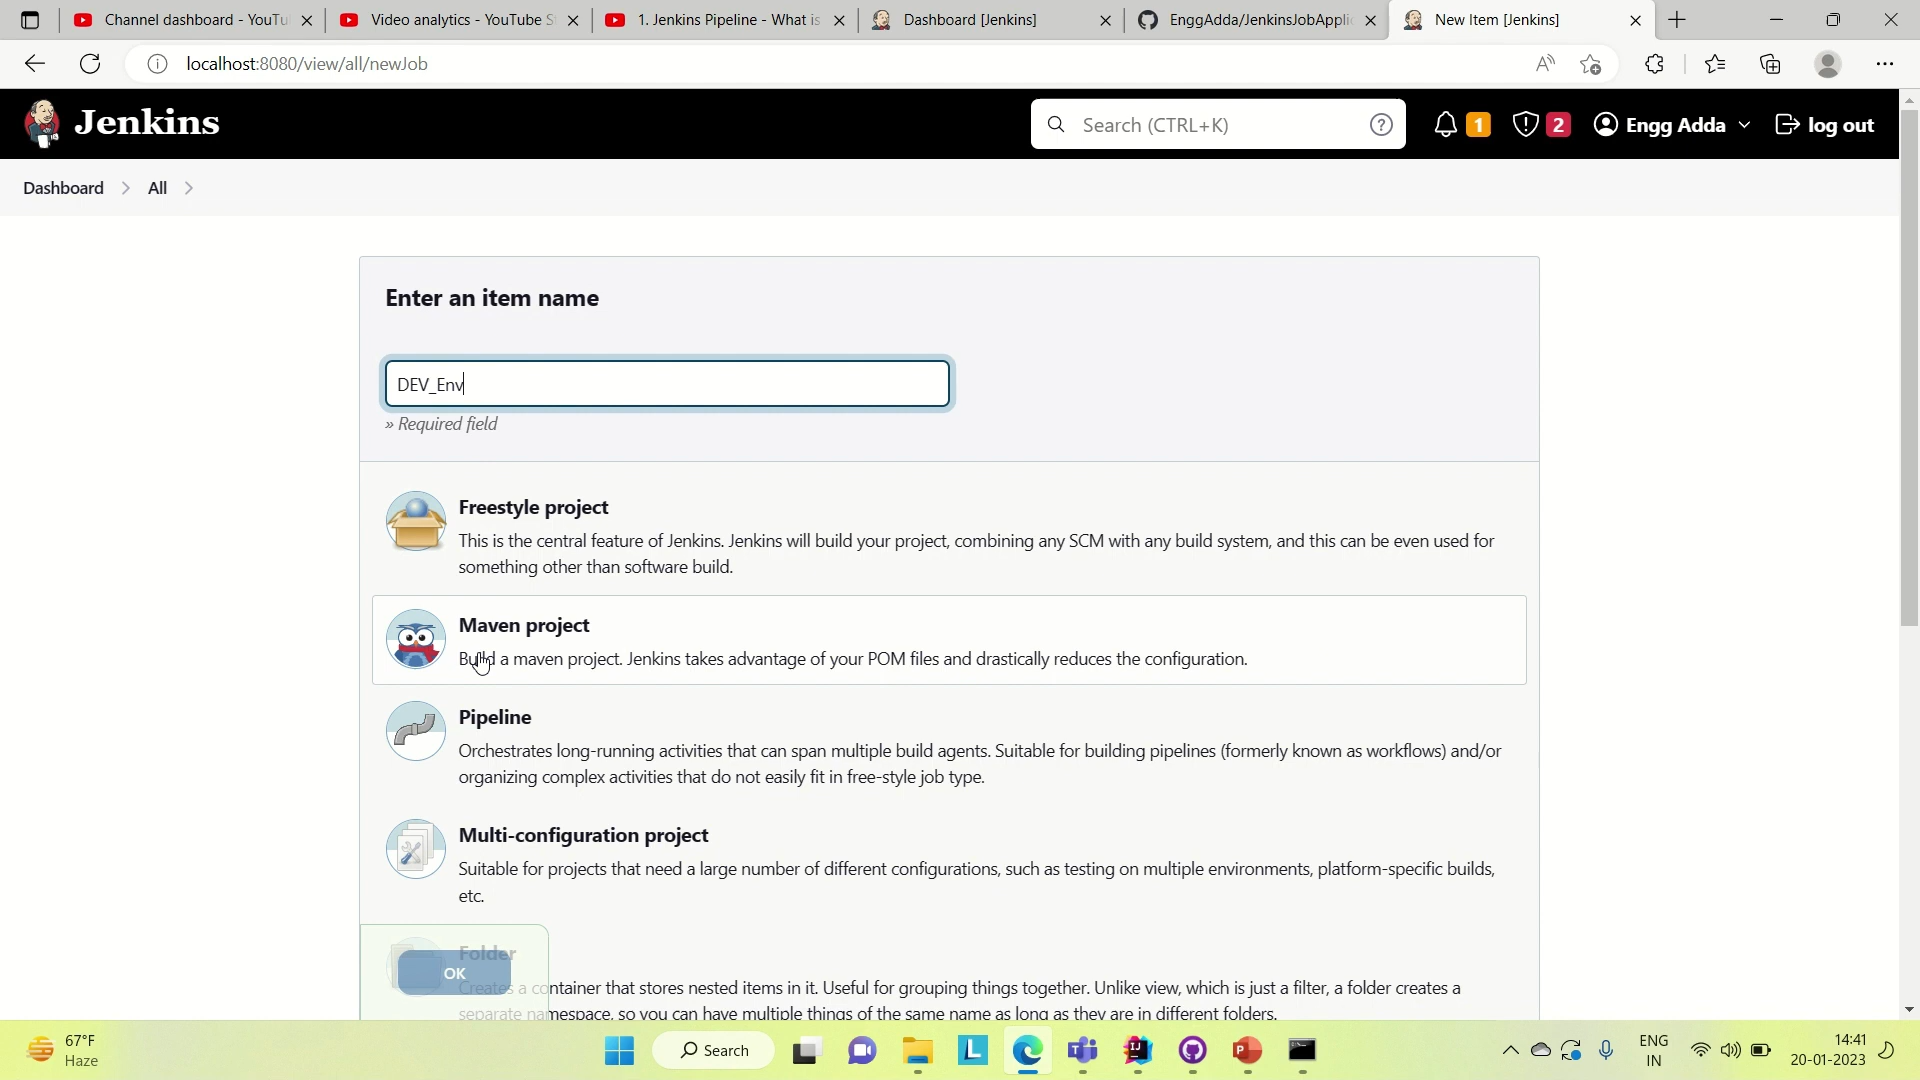 Channel dashboard - YouTu
Video analytics - YouTube S
1. Jenkins Pipeline - What is
Dashboard [Jenkins]
EnggAdda/JenkinsJobApplic
New Item [Jenkins]
localhost:8080/view/all/newJob
Jenkins
Search (CTRL+K)
1
2
Engg Adda
log out
Dashboard
All
Enter an item name
DEV_Env
» Required field
Freestyle project
This is the central feature of Jenkins. Jenkins will build your project, combining any SCM with any build system, and this can be even used for
something other than software build.
Maven project
Build a maven project. Jenkins takes advantage of your POM files and drastically reduces the configuration.
Pipeline
Orchestrates long-running activities that can span multiple build agents. Suitable for building pipelines (formerly known as workflows) and/or
organizing complex activities that do not easily fit in free-style job type.
Multi-configuration project
Suitable for projects that need a large number of different configurations, such as testing on multiple environments, platform-specific builds,
etc.
Folder
OK
Creates a container that stores nested items in it. Useful for grouping things together. Unlike view, which is just a filter, a folder creates a
separate namespace, so you can have multiple things of the same name as long as they are in different folders.
67°F
Haze
Search
ENG
IN
14:41
20-01-2023